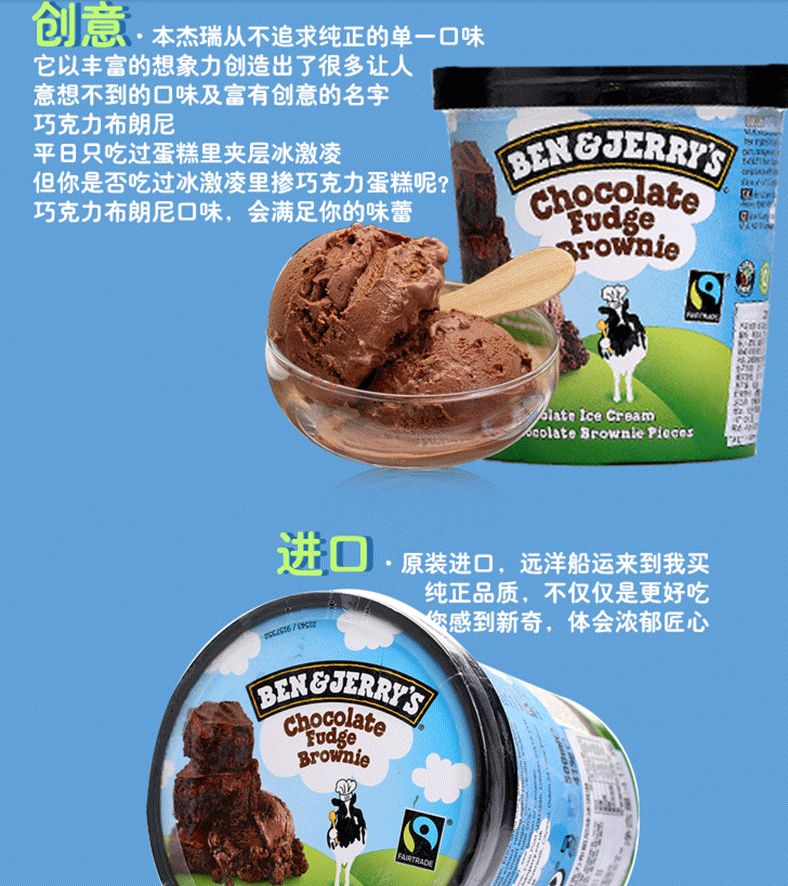 创意·本杰瑞从不追求纯正的单一口味
它以丰富的想象力创造出了很多让人
意想不到的口味及富有创意的名字
巧克力布朗尼
平日只吃过蛋糕里夹层冰激凌
但你是否吃过冰激凌里掺巧克力蛋糕呢?
巧克力布朗尼口味，会满足你的味蕾
BEN & JERRY'S
Chocolate
Fudge
Brownie
FAIRTRADE
olate Ice Cream
ocolate Brownie Pieces
进口·原装进口，远洋船运来到我买
纯正品质，不仅仅是更好吃
您感到新奇，体会浓郁匠心
BEN & JERRY'S
Chocolate
Fudge
Brownie
FAIRTRADE